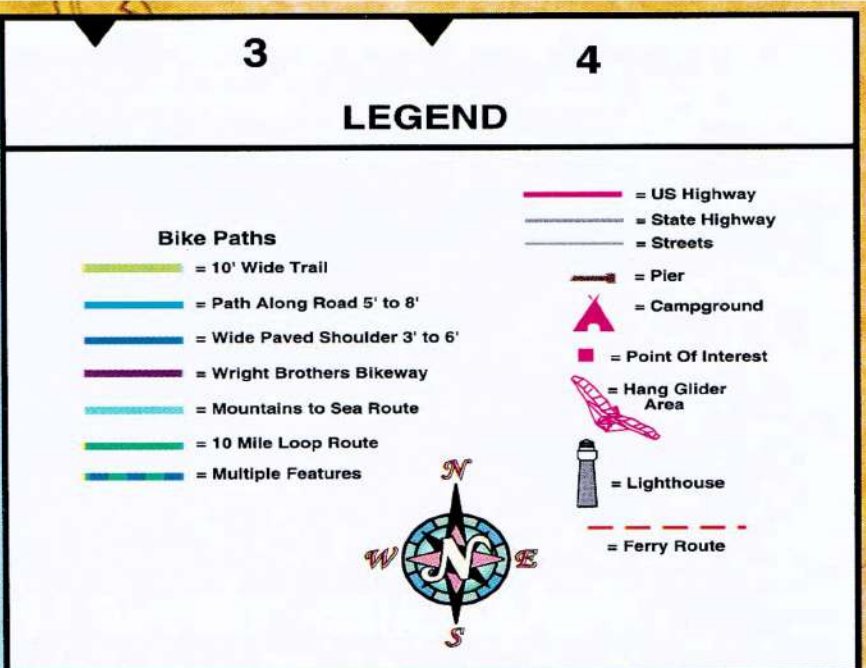 3 4
LEGEND
Bike Paths
= 10' Wide Trail
= Path Along Road 5' to 8'
= Wide Paved Shoulder 3' to 6'
= Wright Brothers Bikeway
= Mountains to Sea Route
= 10 Mile Loop Route
= Multiple Features
= US Highway
= State Highway
= Streets
= Pier
= Campground
= Point Of Interest
= Hang Glider
Area
= Lighthouse
= Ferry Route
N
W N E
S